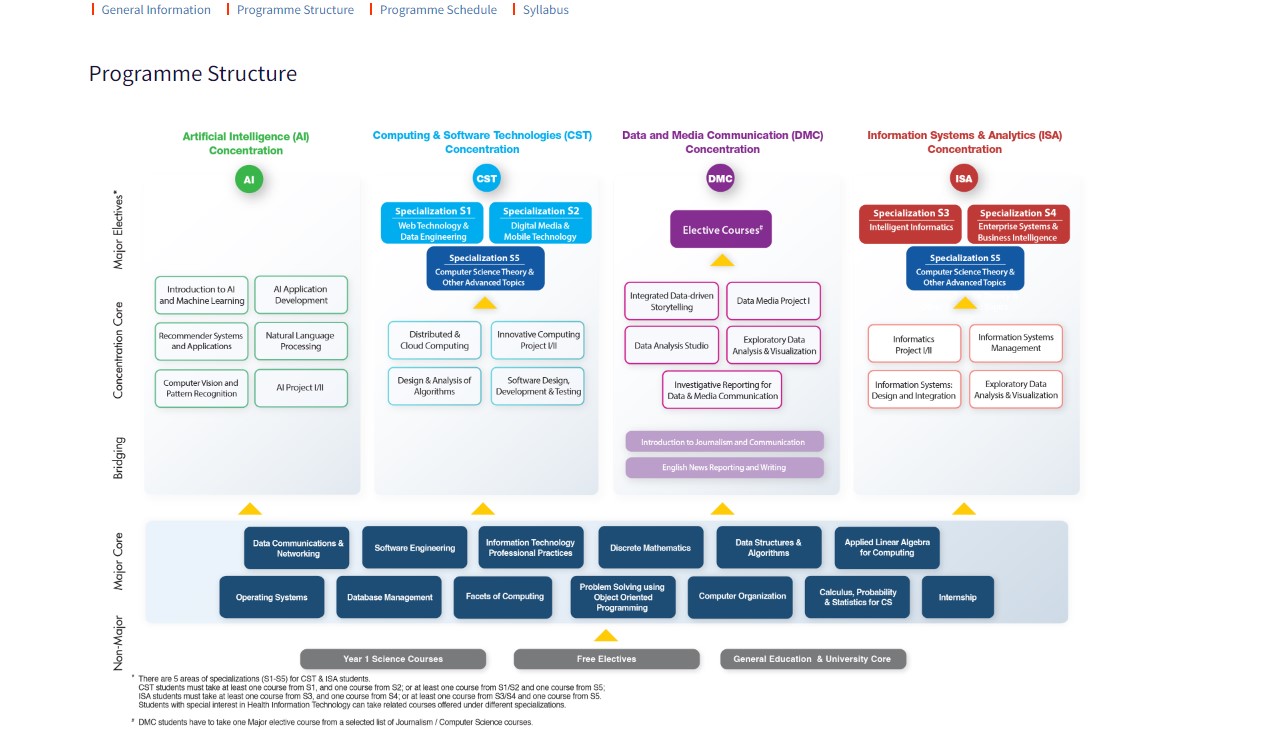 General Information
Programme Structure
Programme Schedule
Syllabus
Programme Structure
Artificial Intelligence (AI)
Concentration
Computing & Software Technologies (CST)
Concentration
Data and Media Communication (DMC)
Concentration
Information Systems & Analytics (ISA)
Concentration
AI
CST
DMC
ISA
Major Electives*
Specialization S1
Web Technology &
Data Engineering
Specialization S2
Digital Media &
Mobile Technology
Specialization S5
Computer Science Theory &
Other Advanced Topics
Elective Courses#
Specialization S3
Intelligent Informatics
Specialization S4
Enterprise Systems &
Business Intelligence
Specialization S5
Computer Science Theory &
Other Advanced Topics
Concentration Core
Introduction to AI
and Machine Learning
AI Application
Development
Recommender Systems
and Applications
Natural Language
Processing
Computer Vision and
Pattern Recognition
AI Project I/II
Distributed &
Cloud Computing
Innovative Computing
Project I/II
Design & Analysis of
Algorithms
Software Design,
Development & Testing
Integrated Data-driven
Storytelling
Data Media Project I
Data Analysis Studio
Exploratory Data
Analysis & Visualization
Investigative Reporting for
Data & Media Communication
Informatics
Project I/II
Information Systems
Management
Information Systems:
Design and Integration
Exploratory Data
Analysis & Visualization
Bridging
Introduction to Journalism and Communication
English News Reporting and Writing
Major Core
Data Communications &
Networking
Software Engineering
Information Technology
Professional Practices
Discrete Mathematics
Data Structures &
Algorithms
Applied Linear Algebra
for Computing
Operating Systems
Database Management
Facets of Computing
Problem Solving using
Object Oriented
Programming
Computer Organization
Calculus, Probability
& Statistics for CS
Internship
Non-Major
Year 1 Science Courses
Free Electives
General Education & University Core
* There are 5 areas of specializations (S1-S5) for CST & ISA students.
CST students must take at least one course from S1, and one course from S2; or at least one course from S1/S2 and one course from S5;
ISA students must take at least one course from S3, and one course from S4; or at least one course from S3/S4 and one course from S5.
Students with special interest in Health Information Technology can take related courses offered under different specializations.
# DMC students have to take one Major elective course from a selected list of Journalism / Computer Science courses.